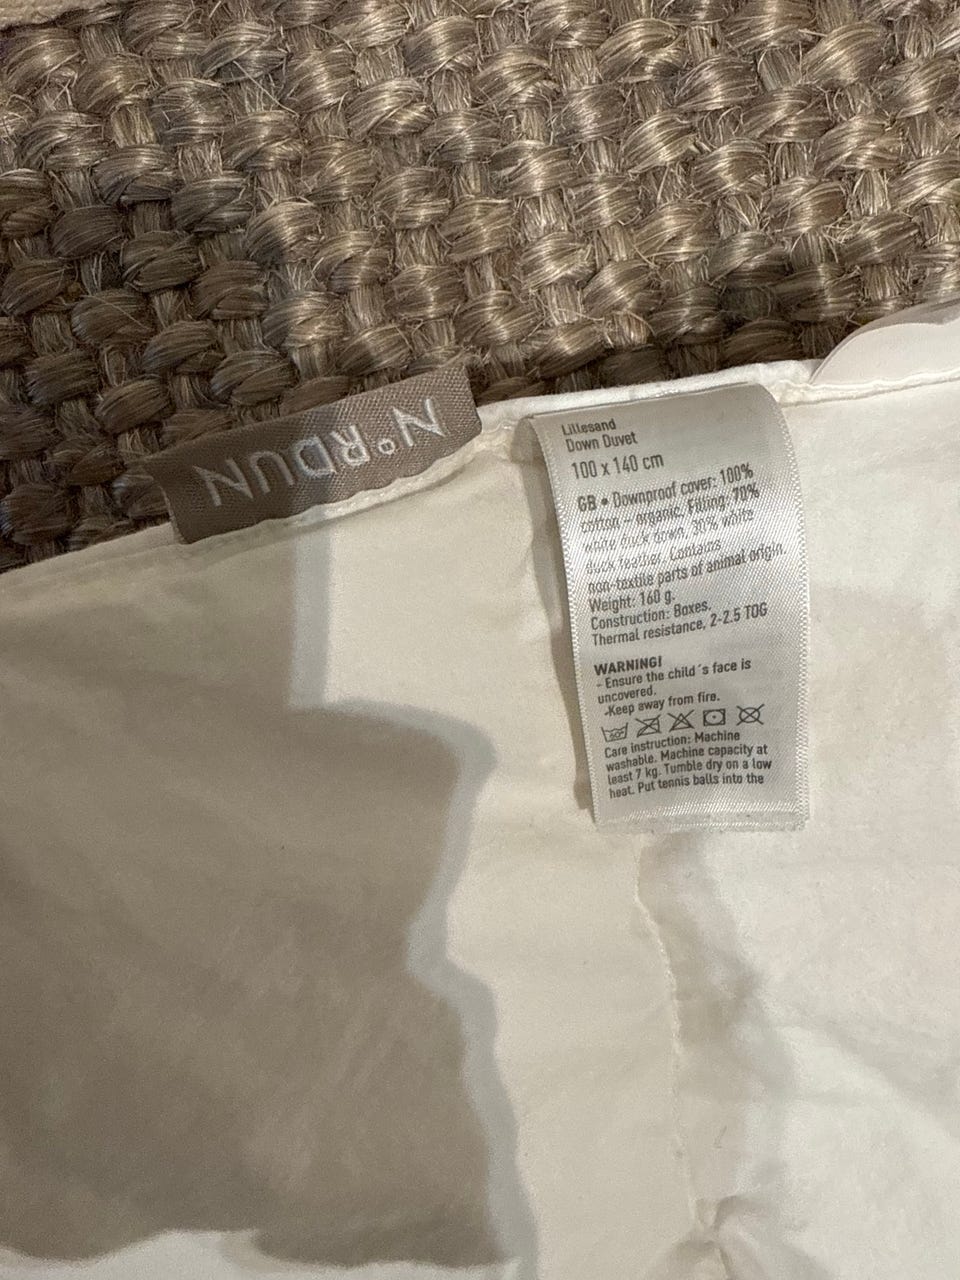 NoRDUN
Lillesand
Down Duvet
100 x 140 cm
GB • Downproof cover: 100%
cotton – organic. Filling: 70%
white duck down, 30% white
duck feather. Contains
non-textile parts of animal origin.
Weight: 160 g.
Construction: Boxes.
Thermal resistance, 2-2.5 TOG
WARNING!
- Ensure the child´s face is
uncovered.
-Keep away from fire.
Care instruction: Machine
washable. Machine capacity at
least 7 kg. Tumble dry on a low
heat. Put tennis balls into the